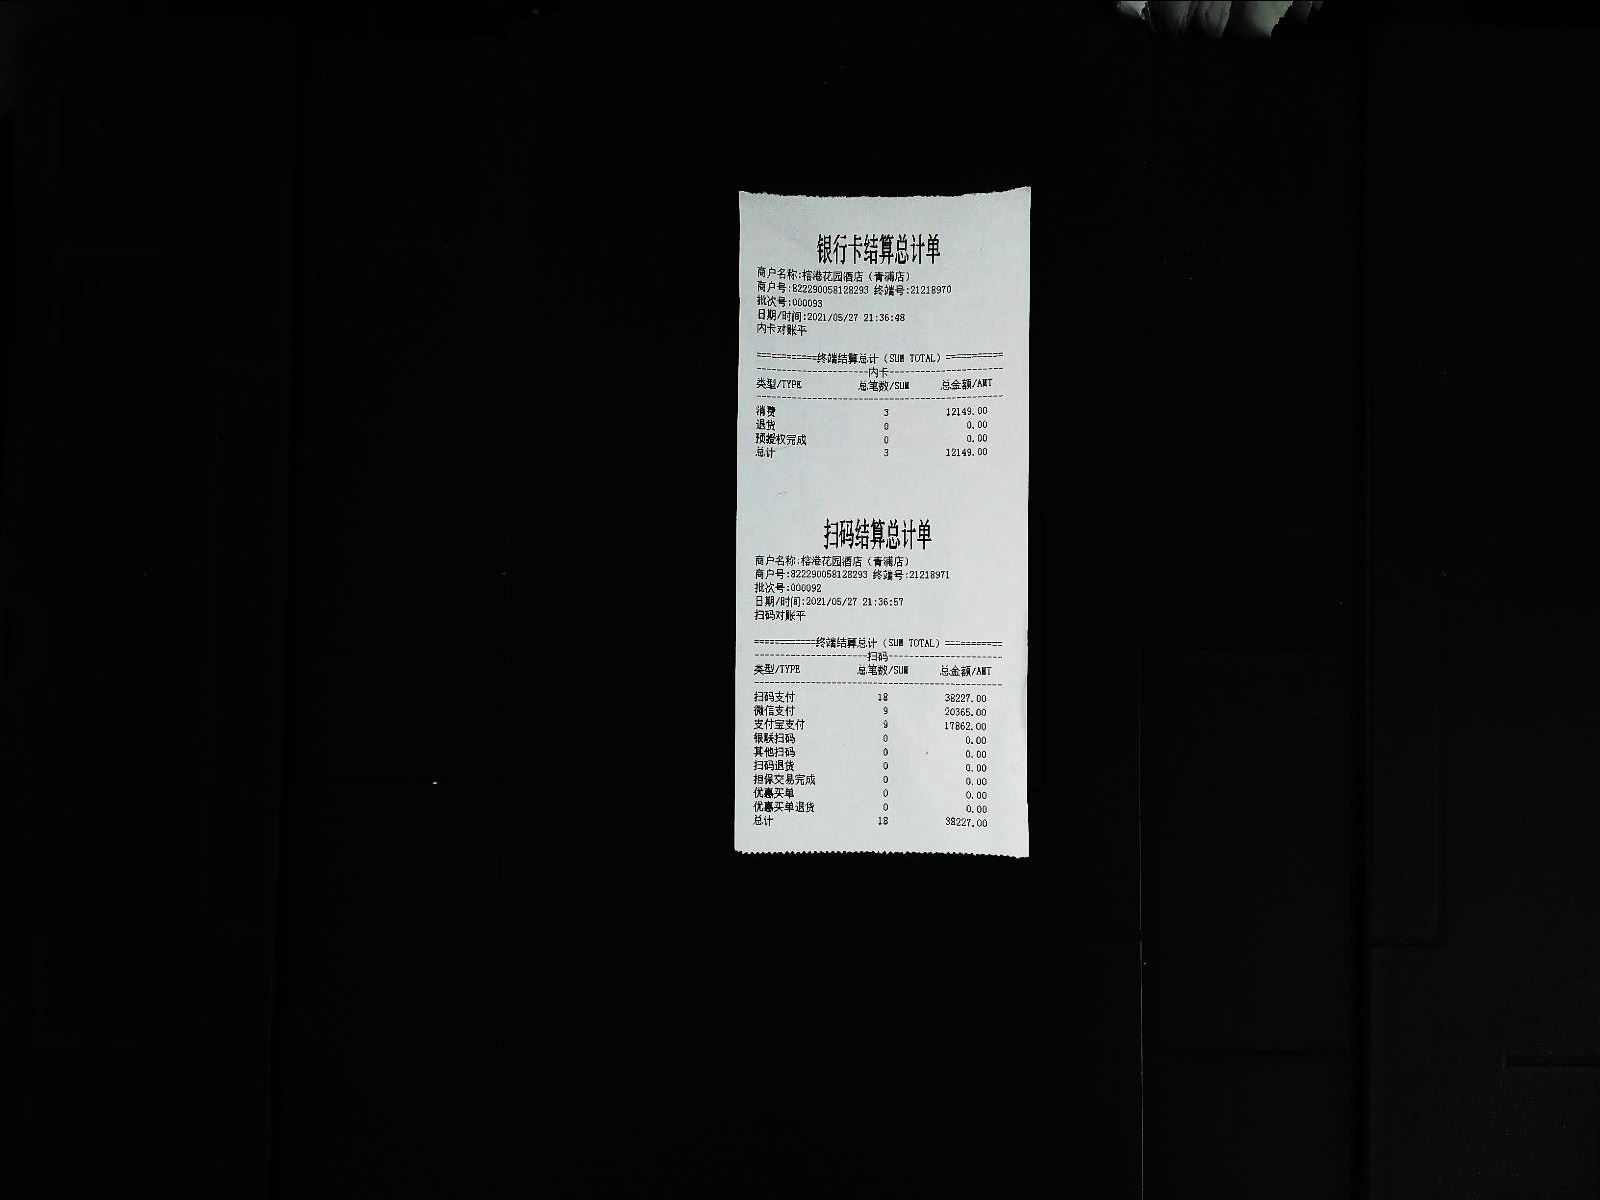 银行卡结算总计单
商户名称:榕港花园酒店（青浦店）
商户号:822290058128293 终端号:21218970
批次号:000093
日期/时间:2021/05/27 21:36:48
内卡对账平
============终端结算总计（SUM TOTAL）===========
----------------------内卡----------------------
类型/TYPE 总笔数/SUM 总金额/AMT
------------------------------------------------
消费 3 12149.00
退货 0 0.00
预授权完成 0 0.00
总计 3 12149.00
扫码结算总计单
商户名称:榕港花园酒店（青浦店）
商户号:822290058128293 终端号:21218971
批次号:000092
日期/时间:2021/05/27 21:36:57
扫码对账平
============终端结算总计（SUM TOTAL）===========
----------------------扫码----------------------
类型/TYPE 总笔数/SUM 总金额/AMT
------------------------------------------------
扫码支付 18 38227.00
微信支付 9 20365.00
支付宝支付 9 17862.00
银联扫码 0 0.00
其他扫码 0 0.00
扫码退货 0 0.00
担保交易完成 0 0.00
优惠买单 0 0.00
优惠买单退货 0 0.00
总计 18 38227.00